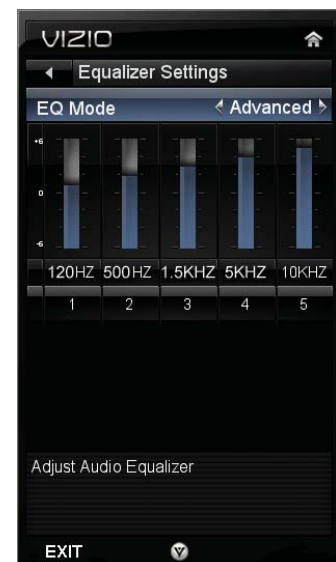 VIZIO
Equalizer Settings
EQ Mode Advanced
+6
0
-6
120HZ 500HZ 1.5KHZ 5KHZ 10KHZ
1 2 3 4 5
Adjust Audio Equalizer
EXIT V